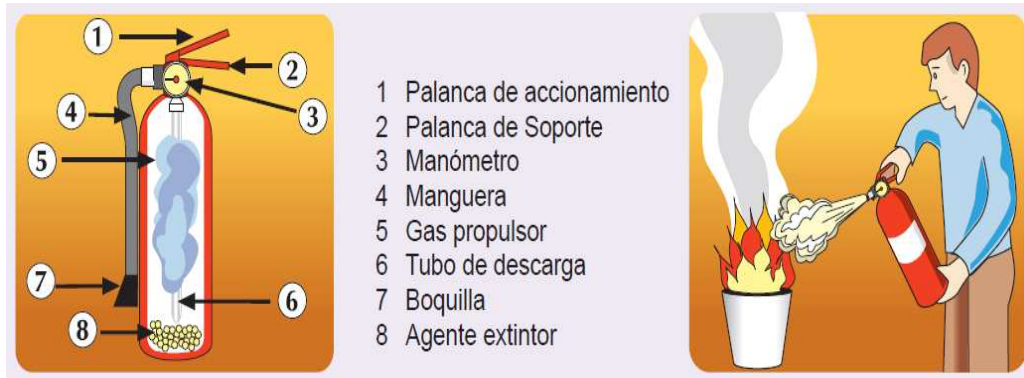 1
2
3
4
5
6
7
8
1 Palanca de accionamiento
2 Palanca de Soporte
3 Manómetro
4 Manguera
5 Gas propulsor
6 Tubo de descarga
7 Boquilla
8 Agente extintor